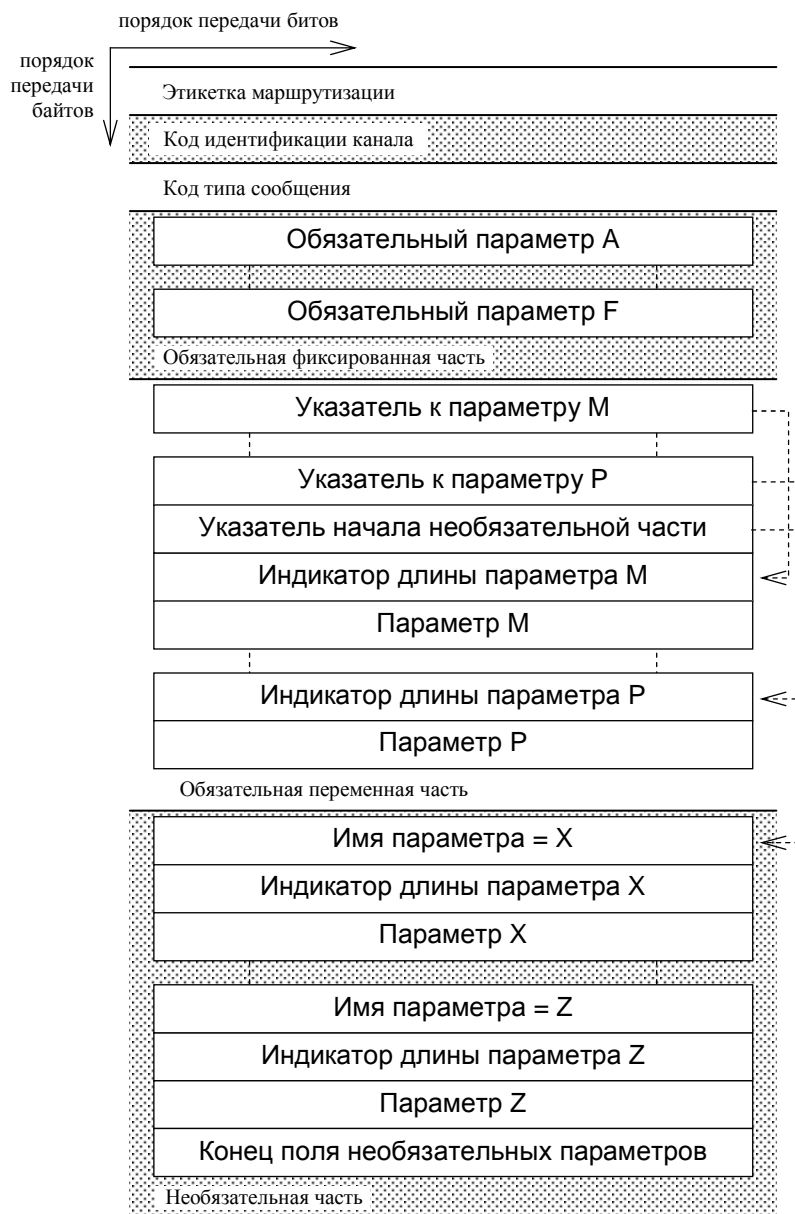 порядок передачи битов
порядок
передачи
байтов
Этикетка маршрутизации
Код идентификации канала
Код типа сообщения
Обязательный параметр A
Обязательный параметр F
Обязательная фиксированная часть
Указатель к параметру M
Указатель к параметру P
Указатель начала необязательной части
Индикатор длины параметра M
Параметр M
Индикатор длины параметра P
Параметр P
Обязательная переменная часть
Имя параметра = X
Индикатор длины параметра X
Параметр X
Имя параметра = Z
Индикатор длины параметра Z
Параметр Z
Конец поля необязательных параметров
Необязательная часть